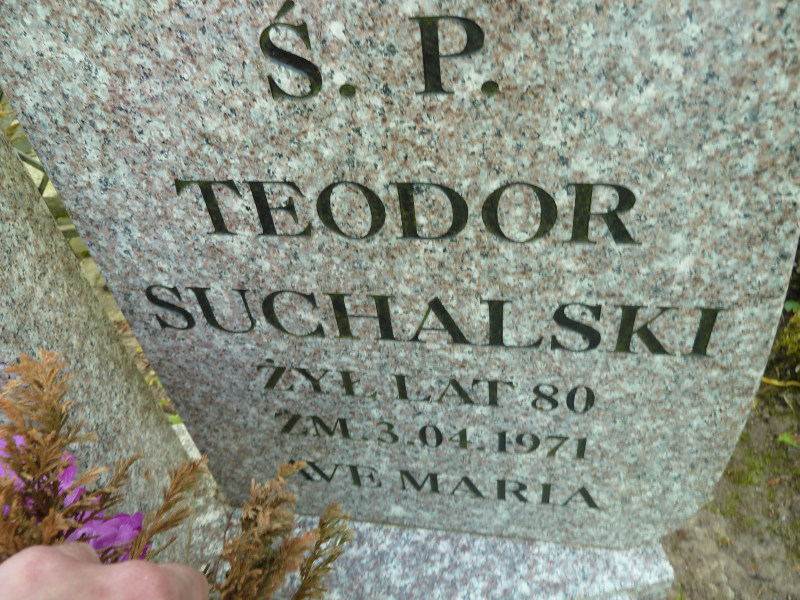 Ś. P.
TEODOR
SUCHALSKI
ŻYŁ LAT 80
ZM. 3.04.1971
AVE MARIA